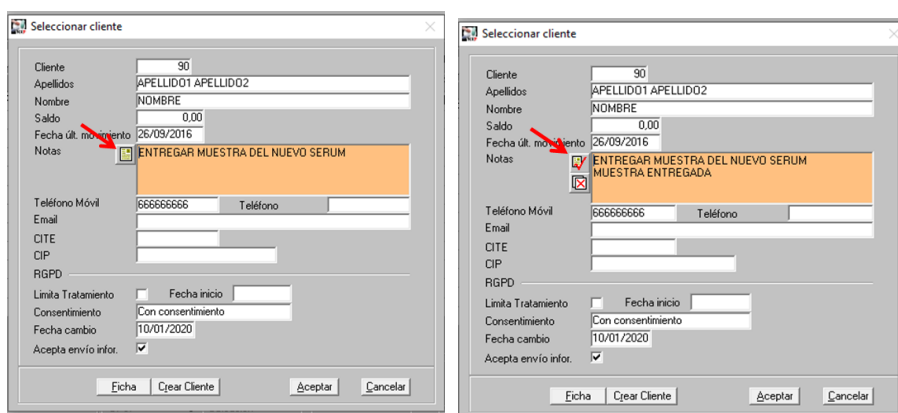 Seleccionar cliente
Cliente 90
Apellidos APELLIDO1 APELLIDO2
Nombre NOMBRE
Saldo 0,00
Fecha últ. movimiento 26/09/2016
Notas ENTREGAR MUESTRA DEL NUEVO SERUM
Teléfono Móvil 666666666 Teléfono
Email
CITE
CIP
RGPD
Limita Tratamiento Fecha inicio
Consentimiento Con consentimiento
Fecha cambio 10/01/2020
Acepta envío infor.
Ficha Crear Cliente Aceptar Cancelar
Seleccionar cliente
Cliente 90
Apellidos APELLIDO1 APELLIDO2
Nombre NOMBRE
Saldo 0,00
Fecha últ. movimiento 26/09/2016
Notas ENTREGAR MUESTRA DEL NUEVO SERUM
MUESTRA ENTREGADA
Teléfono Móvil 666666666 Teléfono
Email
CITE
CIP
RGPD
Limita Tratamiento Fecha inicio
Consentimiento Con consentimiento
Fecha cambio 10/01/2020
Acepta envío infor.
Ficha Crear Cliente Aceptar Cancelar